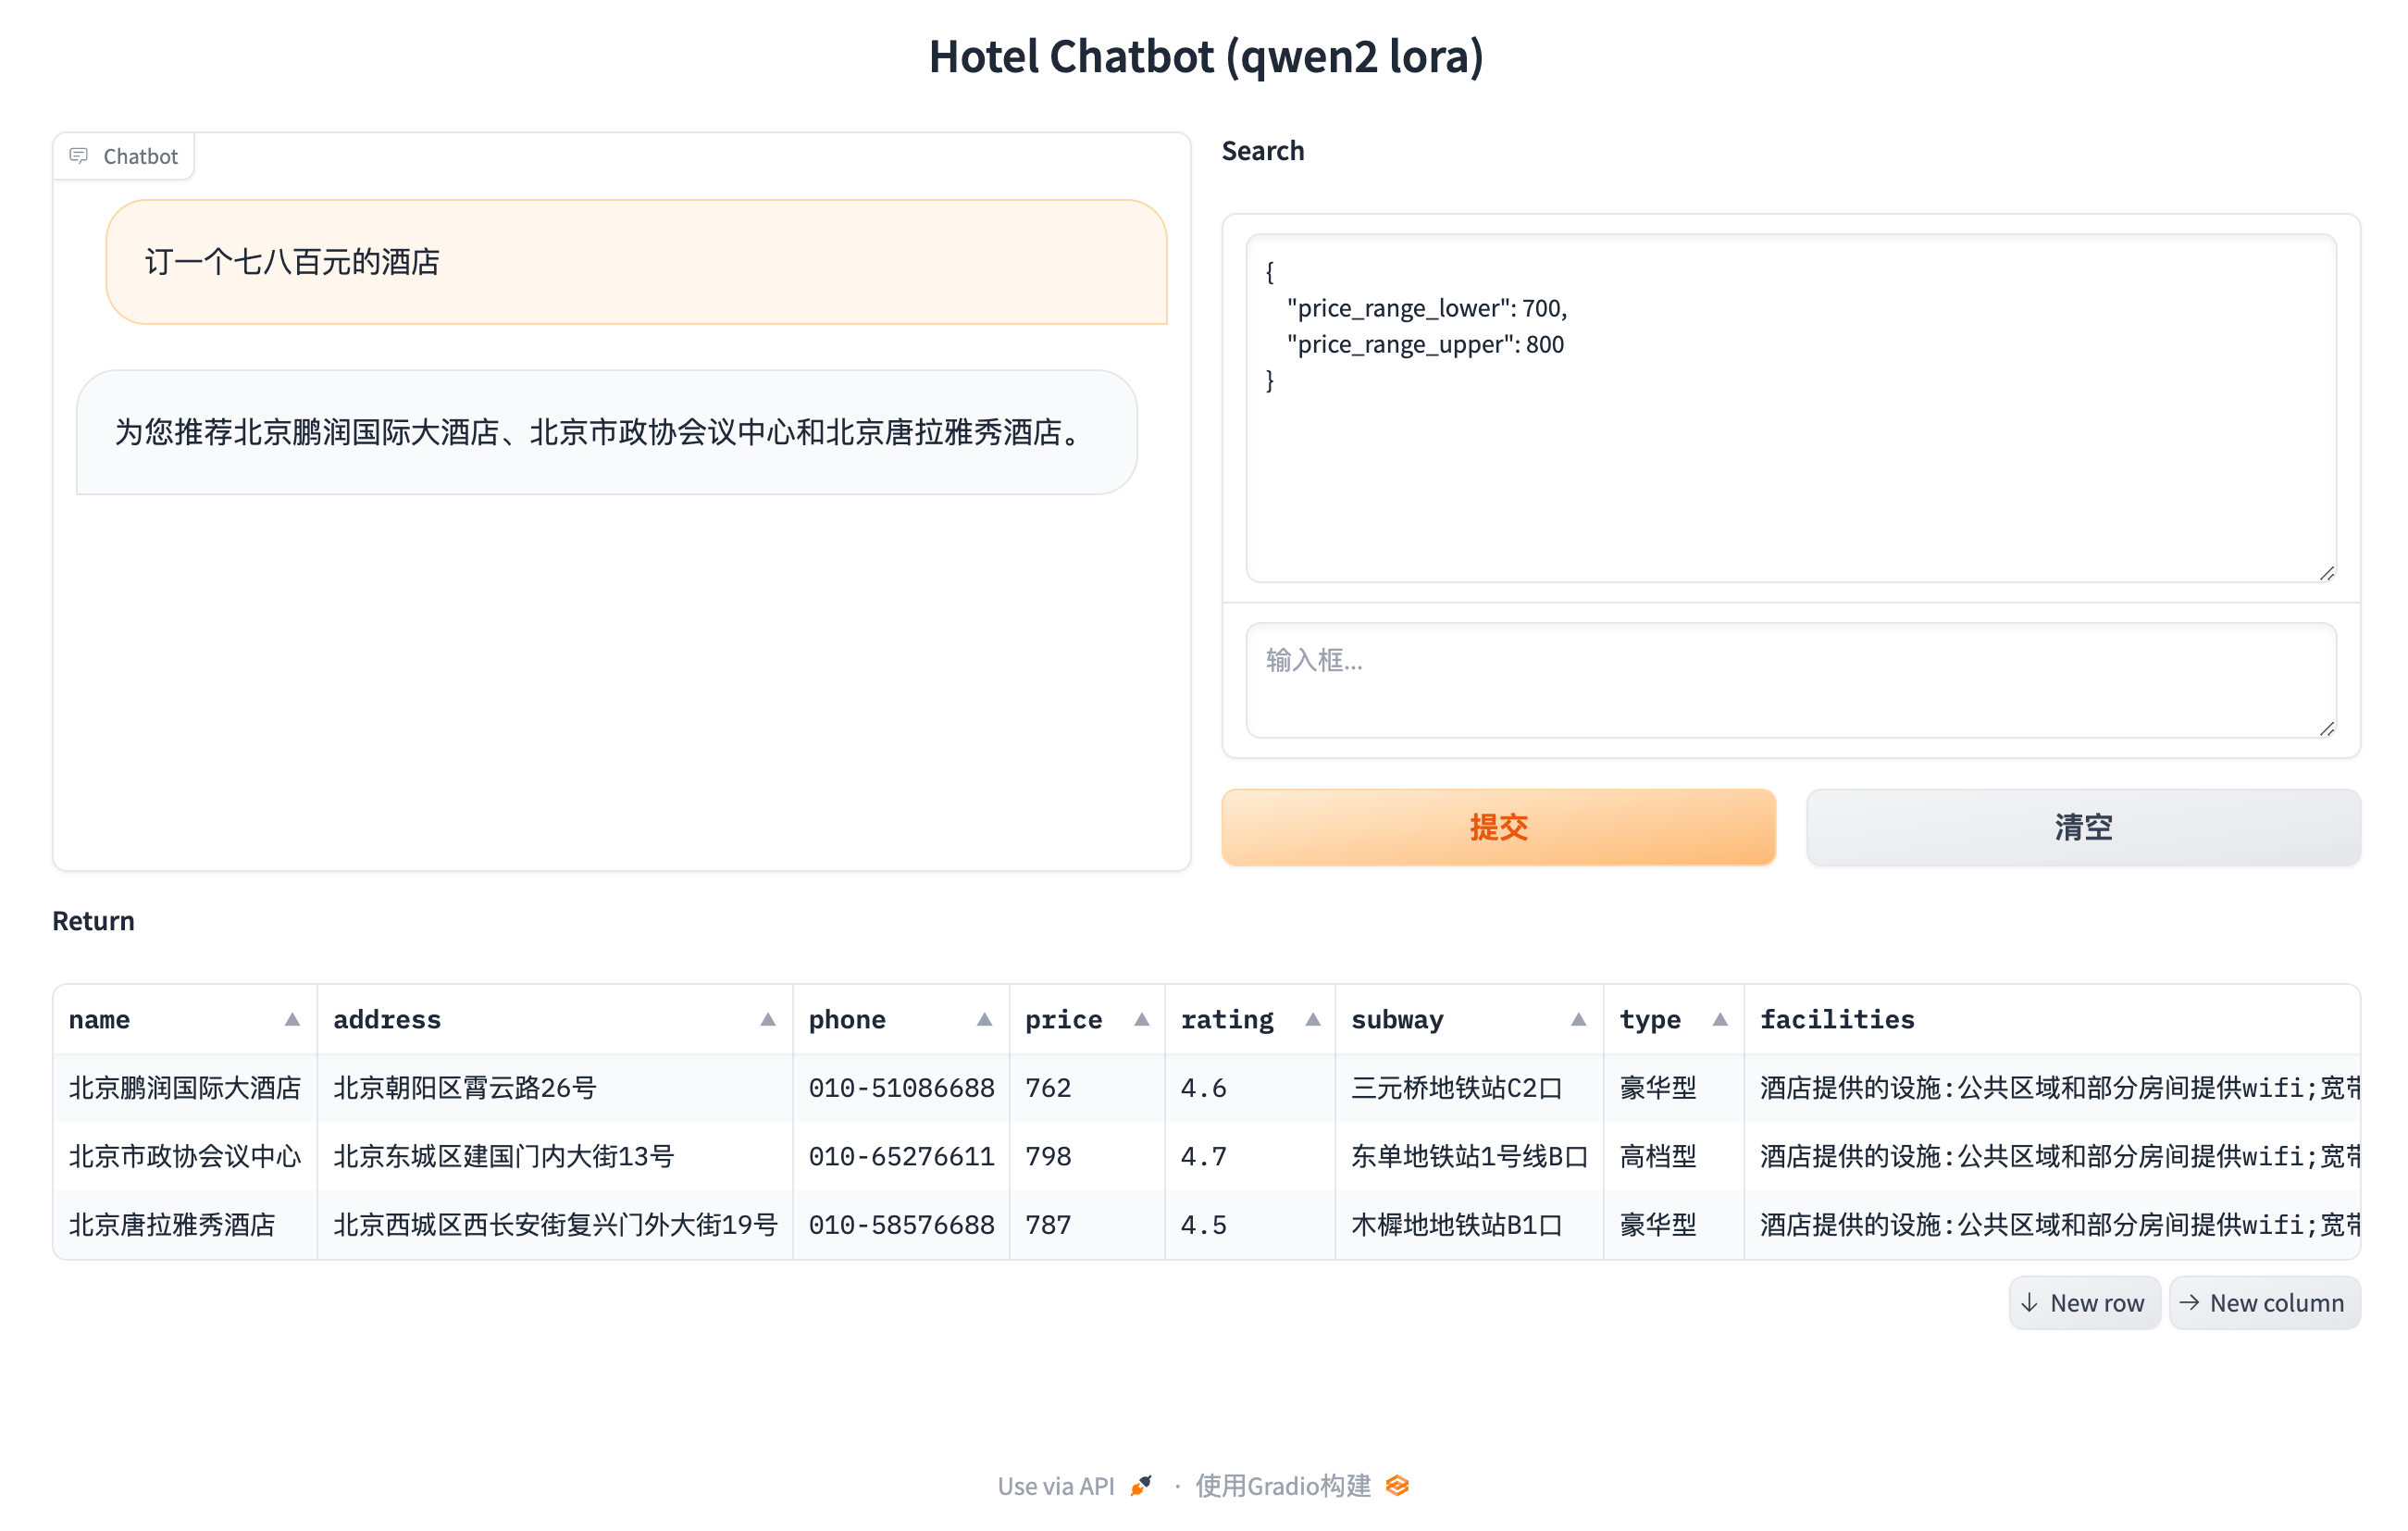 Hotel Chatbot (qwen2 lora)
Chatbot
订一个七八百元的酒店
为您推荐北京鹏润国际大酒店、北京市政协会议中心和北京唐拉雅秀酒店。
Search
{
"price_range_lower": 700,
"price_range_upper": 800
}
输入框...
提交 清空
Return
name address phone price rating subway type facilities
北京鹏润国际大酒店 北京朝阳区霄云路26号 010-51086688 762 4.6 三元桥地铁站C2口 豪华型 酒店提供的设施:公共区域和部分房间提供wifi;宽带
北京市政协会议中心 北京东城区建国门内大街13号 010-65276611 798 4.7 东单地铁站1号线B口 高档型 酒店提供的设施:公共区域和部分房间提供wifi;宽带
北京唐拉雅秀酒店 北京西城区西长安街复兴门外大街19号 010-58576688 787 4.5 木樨地地铁站B1口 豪华型 酒店提供的设施:公共区域和部分房间提供wifi;宽带
New row New column
Use via API · 使用Gradio构建